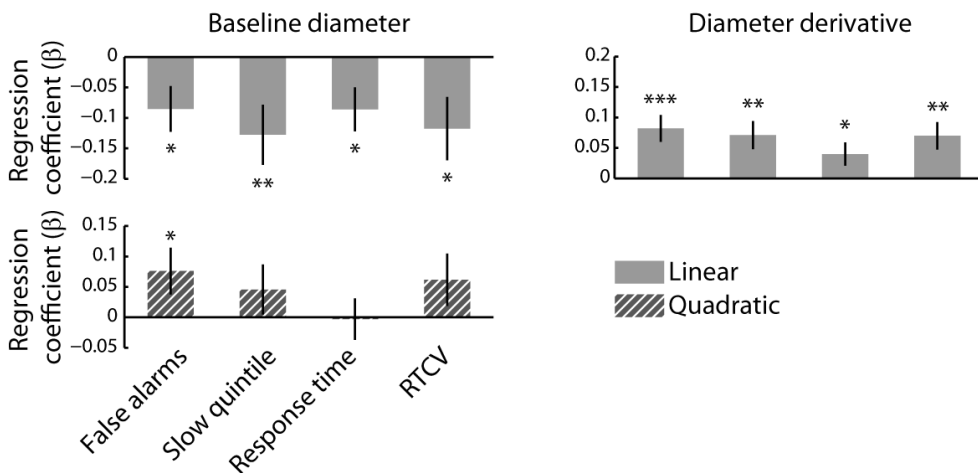 Baseline diameter
Diameter derivative
Regression
coefficient (β)
0
−0.05
−0.1
−0.15
−0.2
*
**
*
*
0.2
0.15
0.1
0.05
0
***
**
*
**
Regression
coefficient (β)
0.15
0.1
0.05
0
−0.05
*
False alarms
Slow quintile
Response time
RTCV
Linear
Quadratic